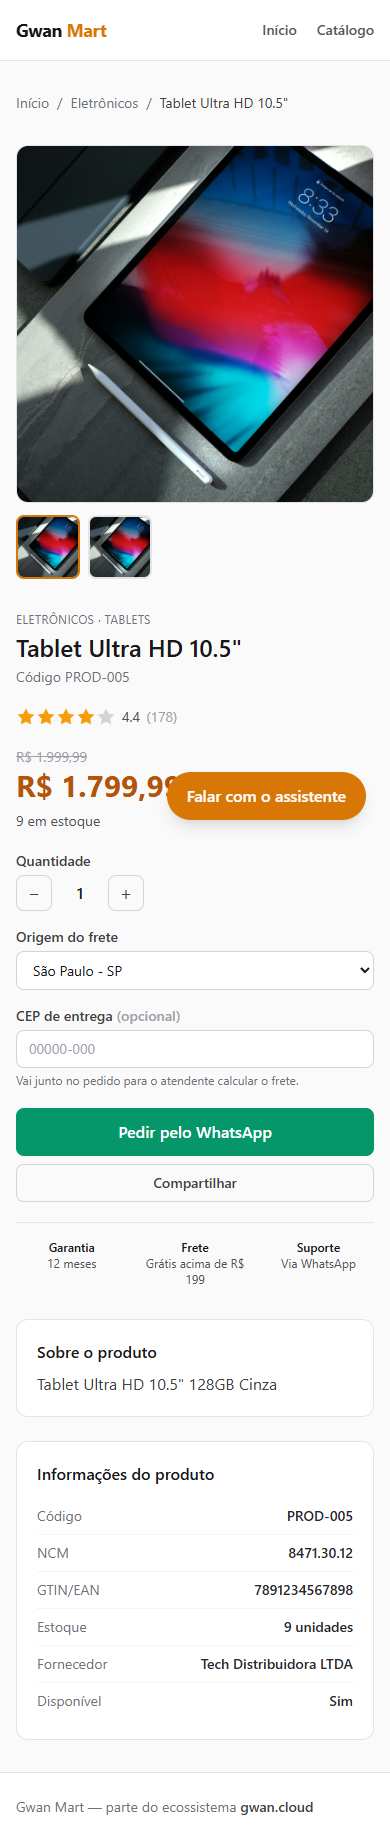 Gwan Mart
Início
Catálogo
Início / Eletrônicos / Tablet Ultra HD 10.5"
8:33
ELETRÔNICOS · TABLETS
Tablet Ultra HD 10.5"
Código PROD-005
4.4 (178)
R$ 1.999,99
R$ 1.799,99
Falar com o assistente
9 em estoque
Quantidade
− 1 +
Origem do frete
São Paulo - SP
CEP de entrega (opcional)
00000-000
Vai junto no pedido para o atendente calcular o frete.
Pedir pelo WhatsApp
Compartilhar
Garantia
12 meses
Frete
Grátis acima de R$
199
Suporte
Via WhatsApp
Sobre o produto
Tablet Ultra HD 10.5" 128GB Cinza
Informações do produto
Código PROD-005
NCM 8471.30.12
GTIN/EAN 7891234567898
Estoque 9 unidades
Fornecedor Tech Distribuidora LTDA
Disponível Sim
Gwan Mart — parte do ecossistema gwan.cloud